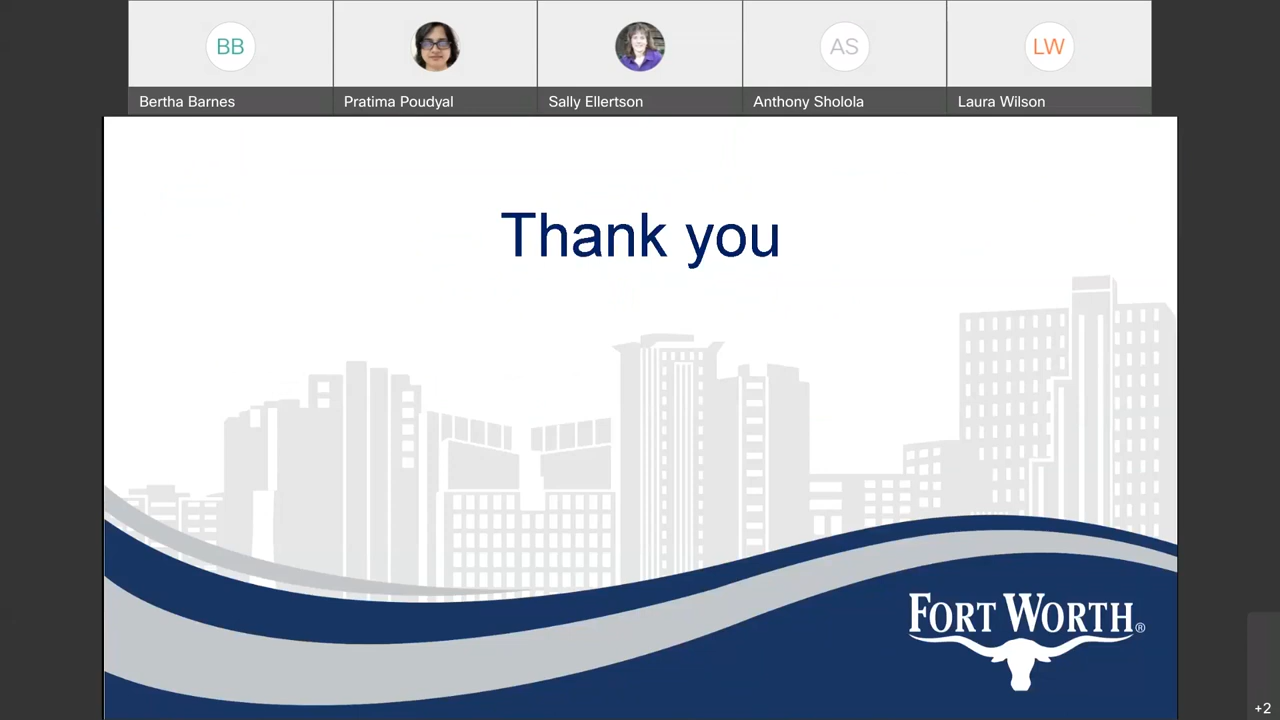 BB
AS
LW
Bertha Barnes
Pratima Poudyal
Sally Ellertson
Anthony Sholola
Laura Wilson
Thank you
FORT WORTH®
+2